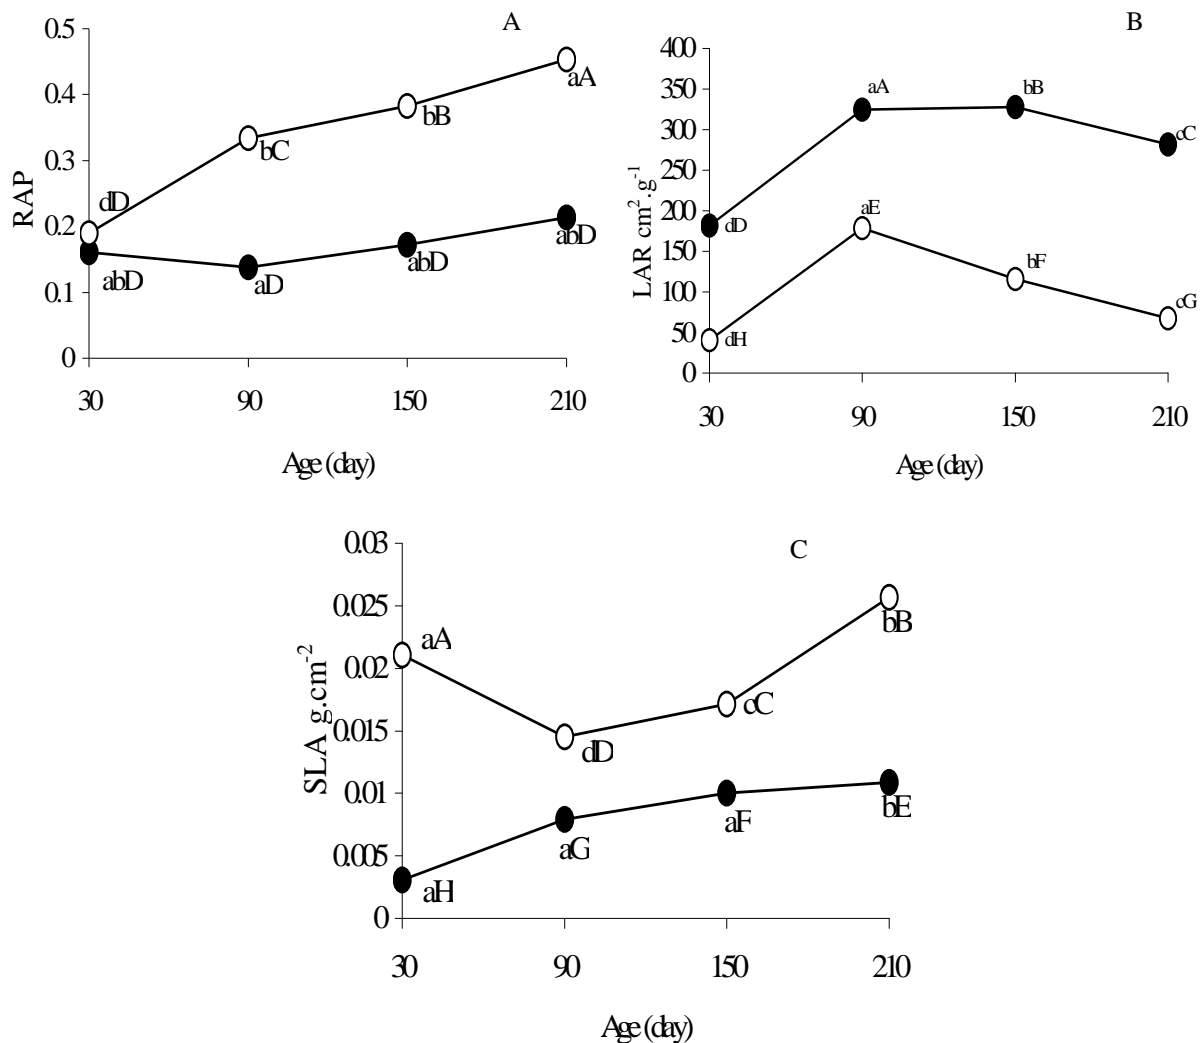 A
0.5
0.4
0.3
0.2
0.1
0
RAP
dD
bC
bB
aA
abD
aD
abD
abD
30 90 150 210
Age (day)
B
400
350
300
250
200
150
100
50
0
LAR cm².g⁻¹
dD
aA
bB
cC
dH
aE
bF
cG
30 90 150 210
Age (day)
C
0.03
0.025
0.02
0.015
0.01
0.005
0
SLA g.cm⁻²
aA
dD
cC
bB
aH
aG
aF
bE
30 90 150 210
Age (day)